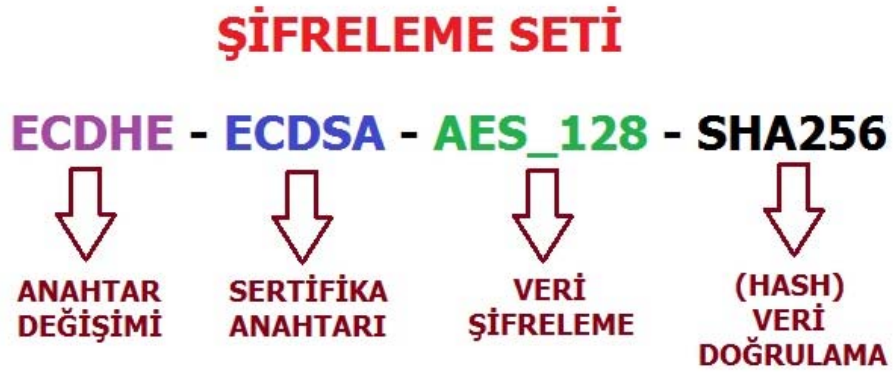 ŞİFRELEME SETİ
ECDHE - ECDSA - AES_128 - SHA256
ANAHTAR
DEĞİŞİMİ
SERTİFİKA
ANAHTARI
VERİ
ŞİFRELEME
(HASH)
VERİ
DOĞRULAMA